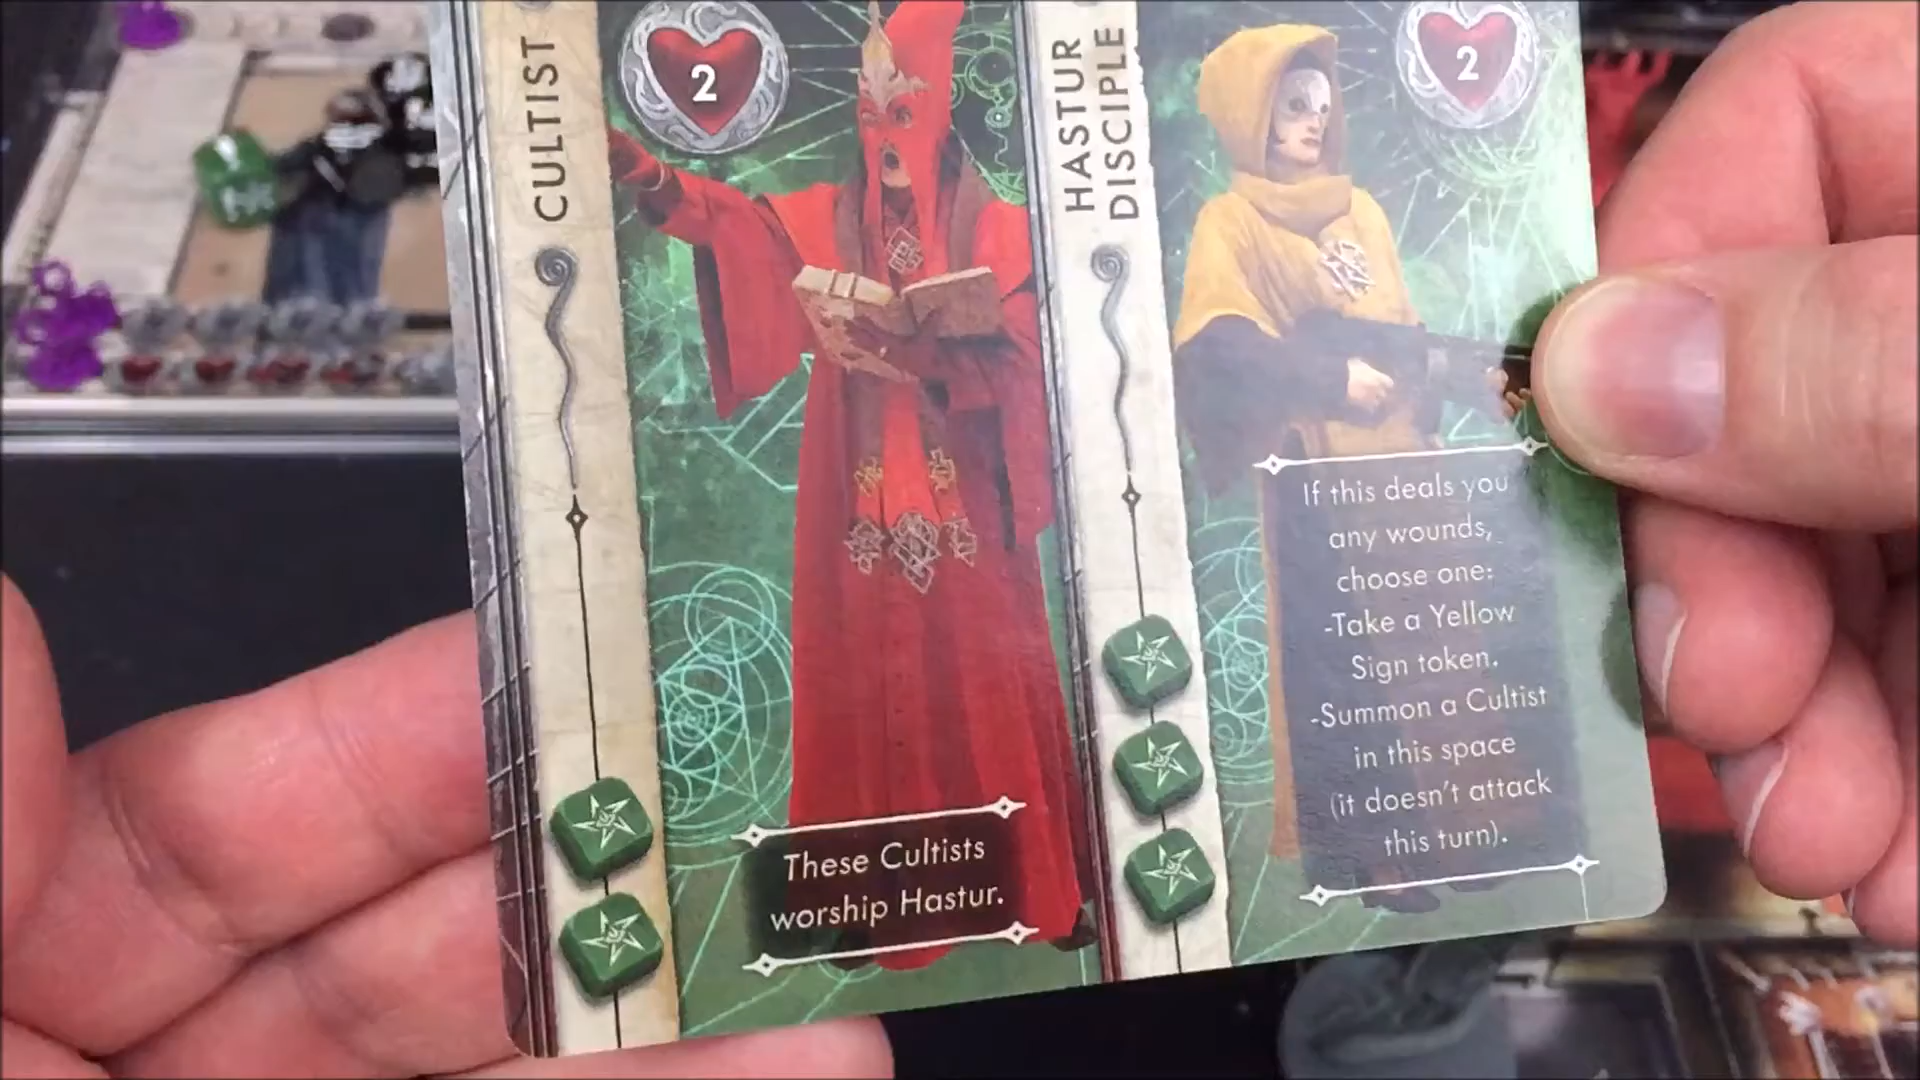 CULTIST
2
These Cultists
worship Hastur.
HASTUR
DISCIPLE
2
If this deals you
any wounds,
choose one:
-Take a Yellow
Sign token.
-Summon a Cultist
in this space
(it doesn't attack
this turn).